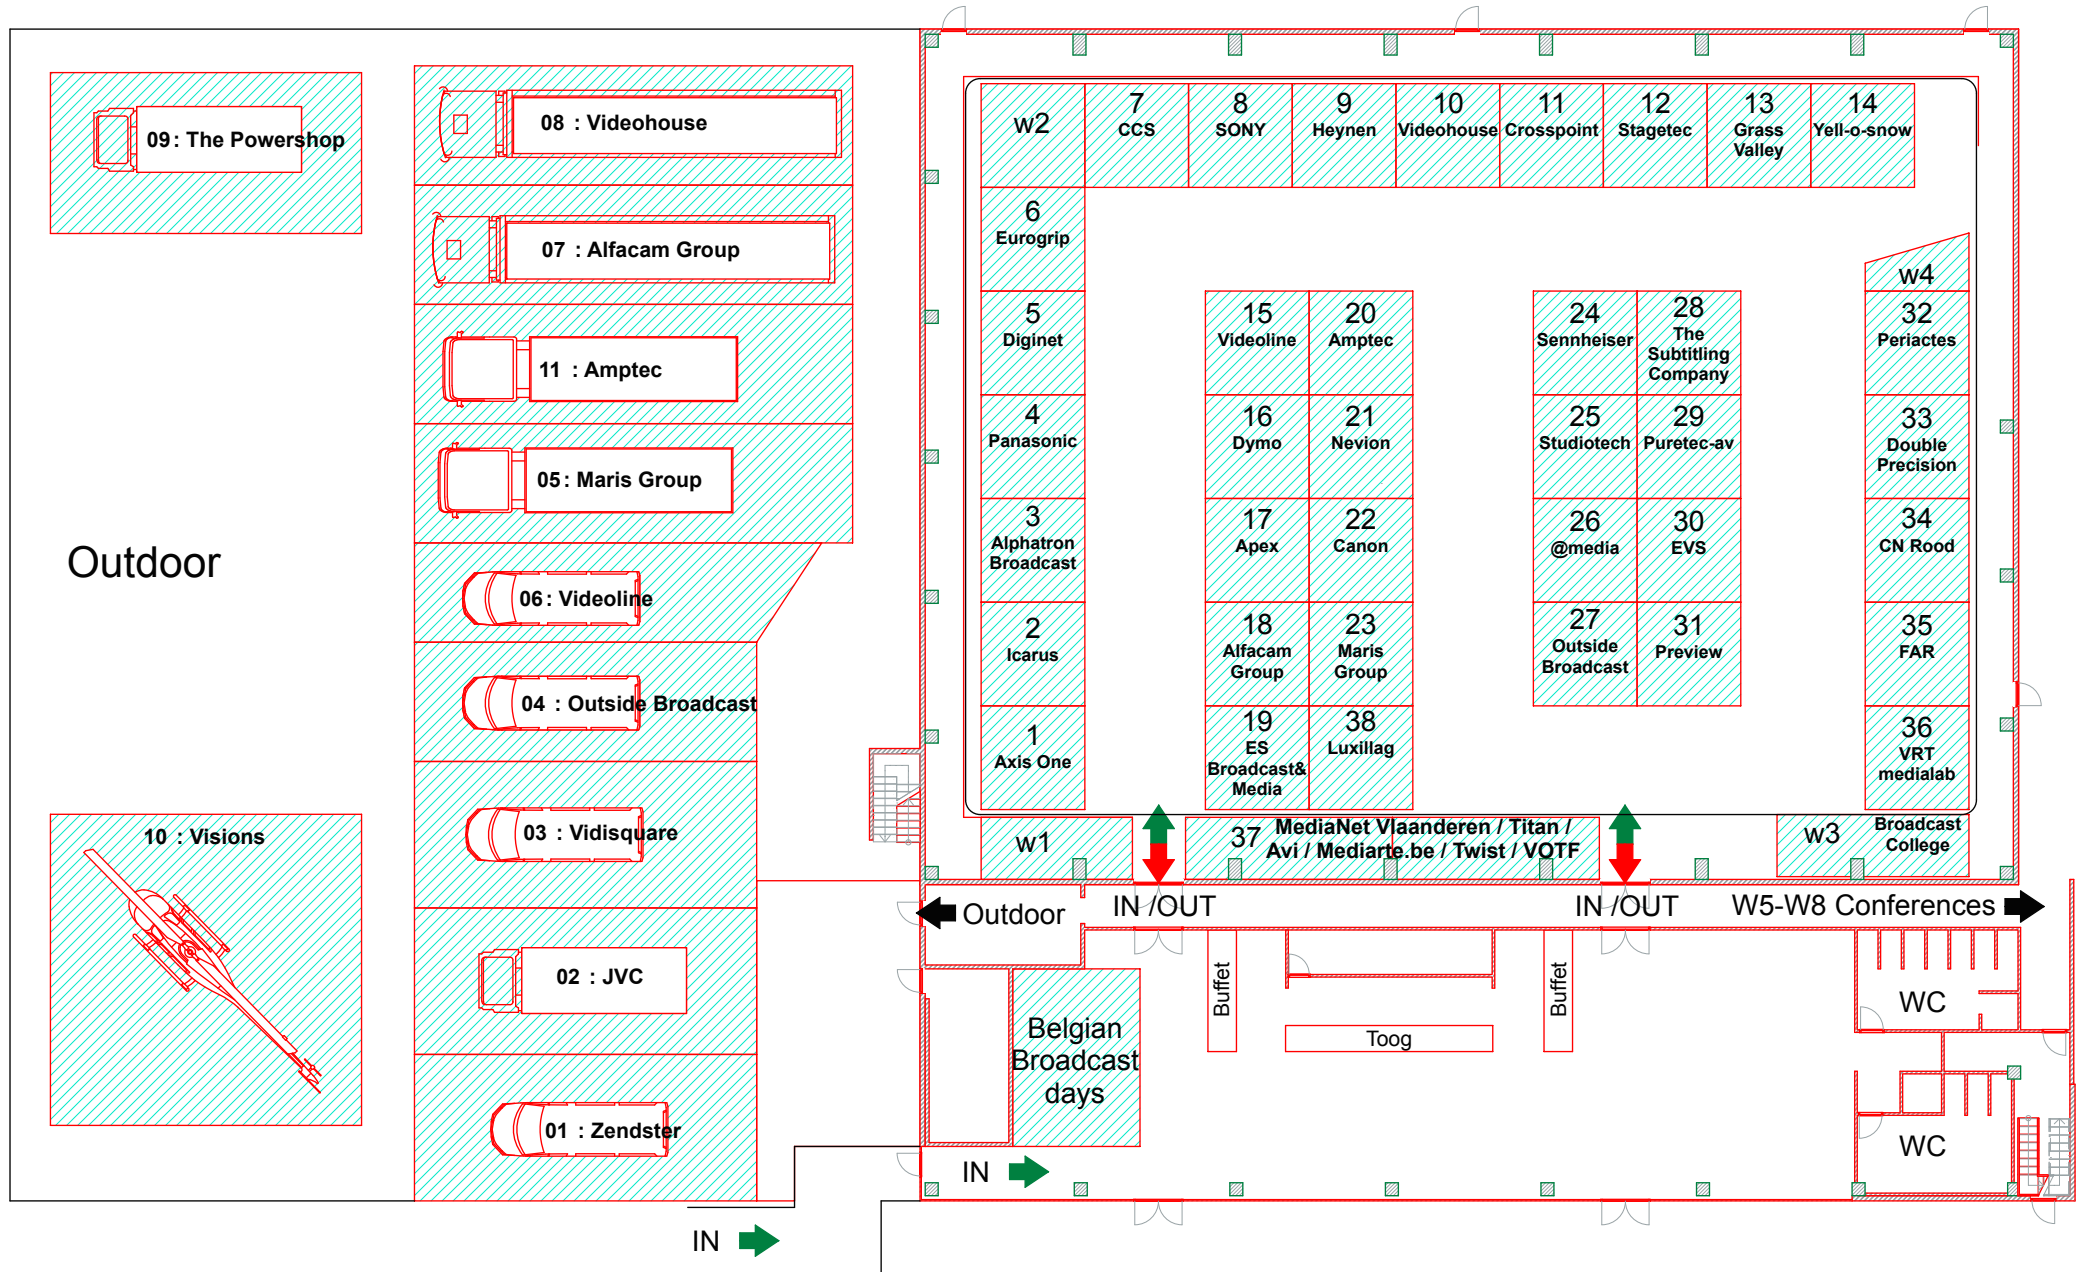 09: The Powershop
08 : Videohouse
07 : Alfacam Group
11 : Amptec
05: Maris Group
Outdoor
06: Videoline
04 : Outside Broadcast
03 : Vidisquare
10 : Visions
02 : JVC
01 : Zendster
IN
w2
7
CCS
8
SONY
9
Heynen
10
Videohouse
11
Crosspoint
12
Stagetec
13
Grass
Valley
14
Yell-o-snow
6
Eurogrip
5
Diginet
4
Panasonic
3
Alphatron
Broadcast
2
Icarus
1
Axis One
w1
15
Videoline
20
Amptec
16
Dymo
21
Nevion
17
Apex
22
Canon
18
Alfacam
Group
23
Maris
Group
19
ES
Broadcast&
Media
38
Luxillag
24
Sennheiser
28
The
Subtitling
Company
25
Studiotech
29
Puretec-av
26
@media
30
EVS
27
Outside
Broadcast
31
Preview
w4
32
Periactes
33
Double
Precision
34
CN Rood
35
FAR
36
VRT
medialab
37
MediaNet Vlaanderen / Titan /
Avi / Mediarte.be / Twist / VOTF
w3
Broadcast
College
Outdoor
IN /OUT
IN /OUT
W5-W8 Conferences
Buffet
Toog
Buffet
WC
Belgian
Broadcast
days
WC
IN